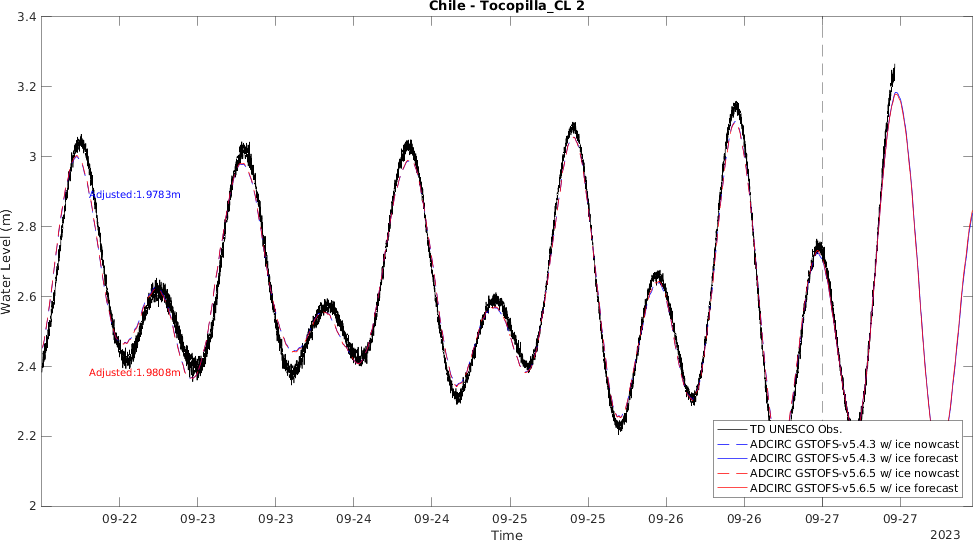 Chile - Tocopilla_CL 2
Water Level (m)
3.4
3.2
3
2.8
2.6
2.4
2.2
2
Adjusted:1.9783m
Adjusted:1.9808m
TD UNESCO Obs.
ADCIRC GSTOFS-v5.4.3 w/ ice nowcast
ADCIRC GSTOFS-v5.4.3 w/ ice forecast
ADCIRC GSTOFS-v5.6.5 w/ ice nowcast
ADCIRC GSTOFS-v5.6.5 w/ ice forecast
09-22 09-23 09-23 09-24 09-24 09-25 09-25 09-26 09-26 09-27 09-27
Time
2023